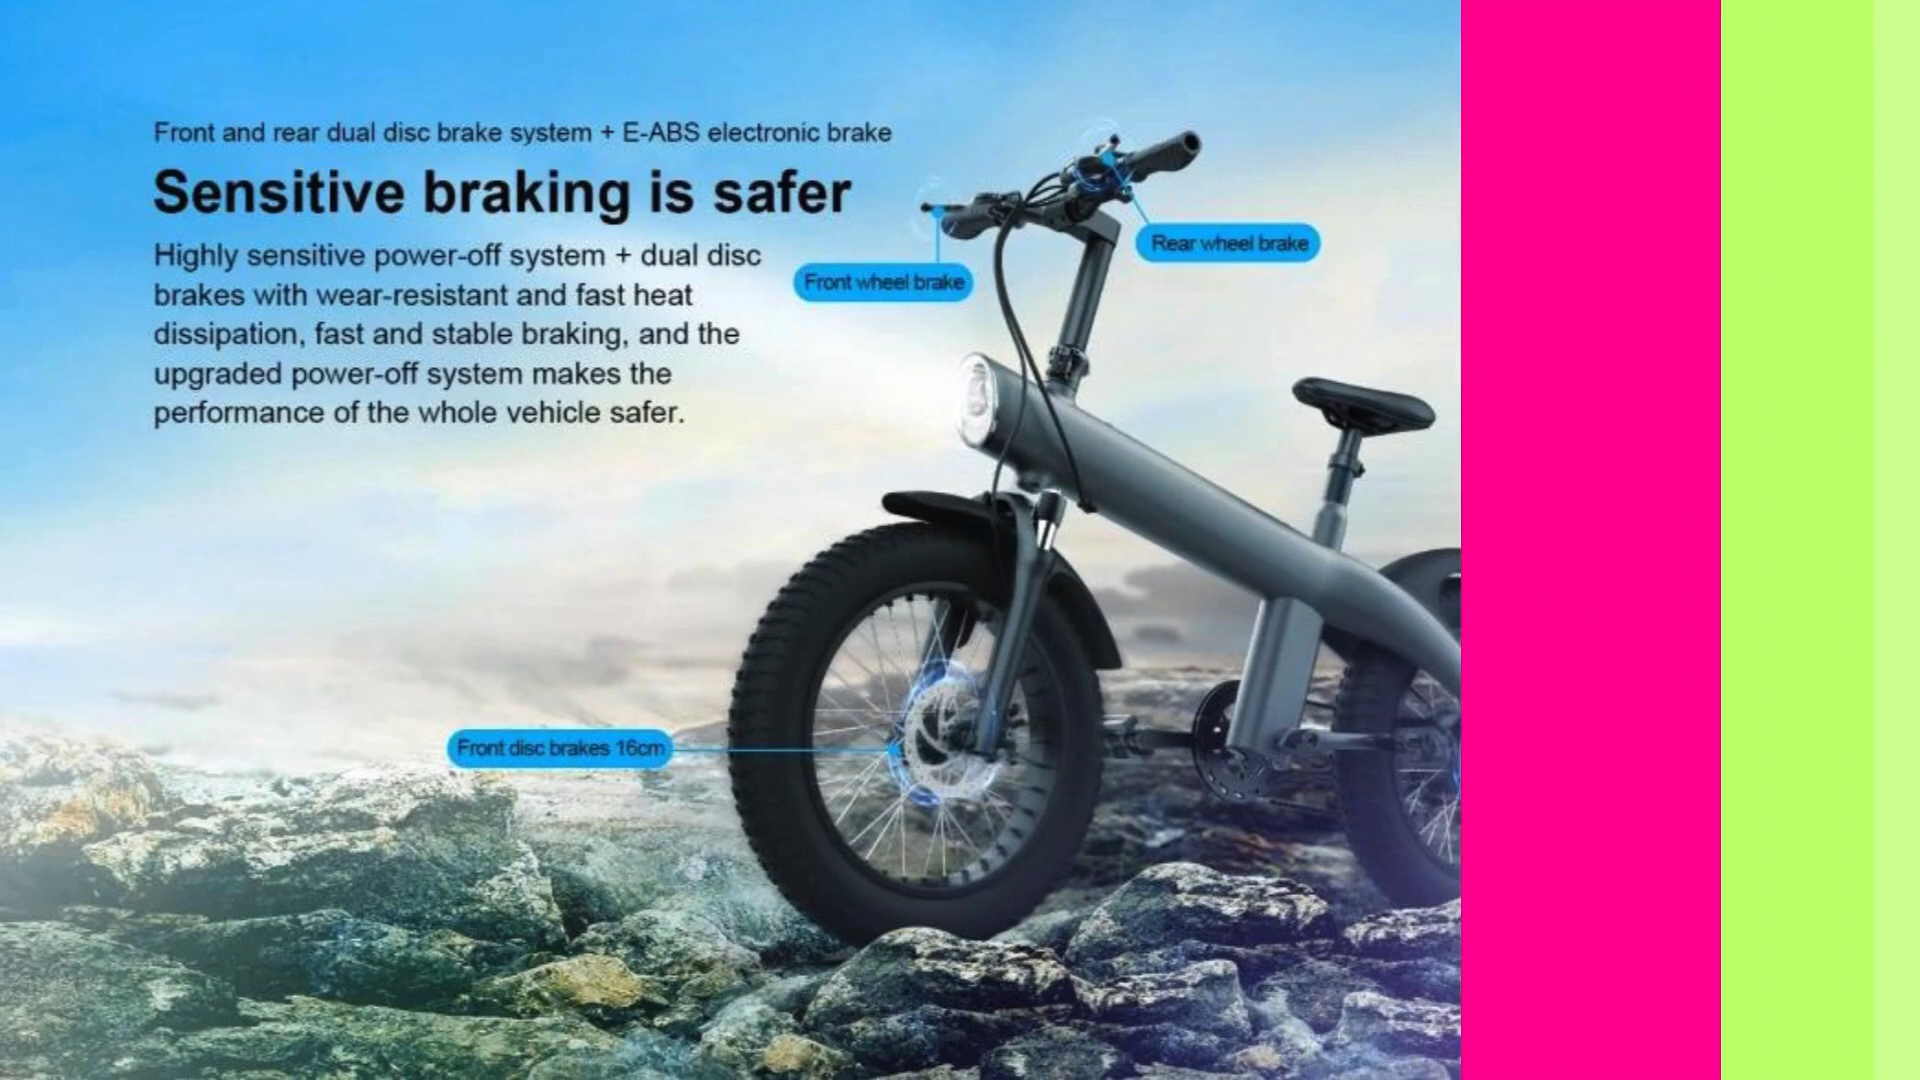 Front and rear dual disc brake system + E-ABS electronic brake
Sensitive braking is safer
Highly sensitive power-off system + dual disc
brakes with wear-resistant and fast heat
dissipation, fast and stable braking, and the
upgraded power-off system makes the
performance of the whole vehicle safer.
Rear wheel brake
Front wheel brake
Front disc brakes 16cm